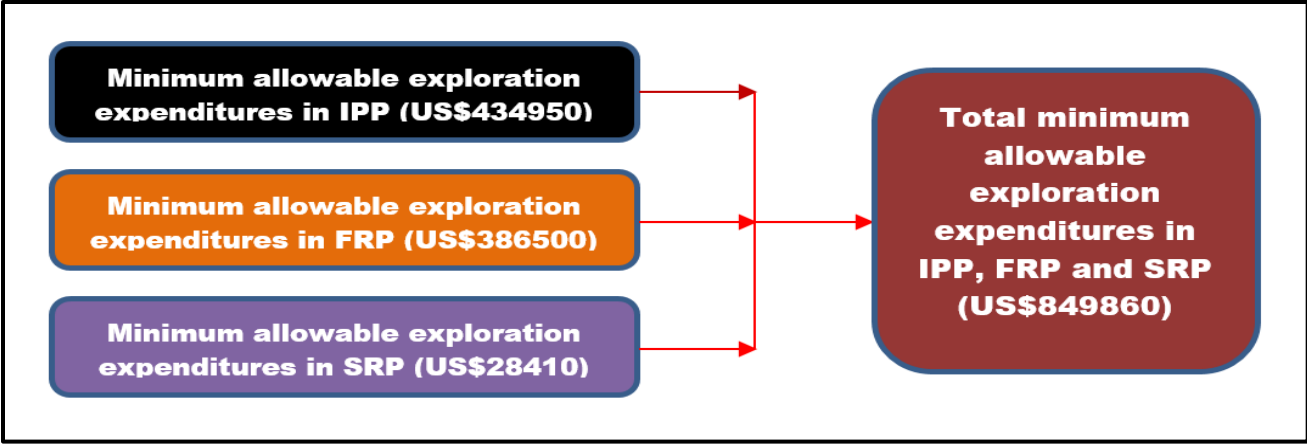 Minimum allowable exploration
expenditures in IPP (US$434950)
Minimum allowable exploration
expenditures in FRP (US$386500)
Minimum allowable exploration
expenditures in SRP (US$28410)
Total minimum
allowable
exploration
expenditures in
IPP, FRP and SRP
(US$849860)